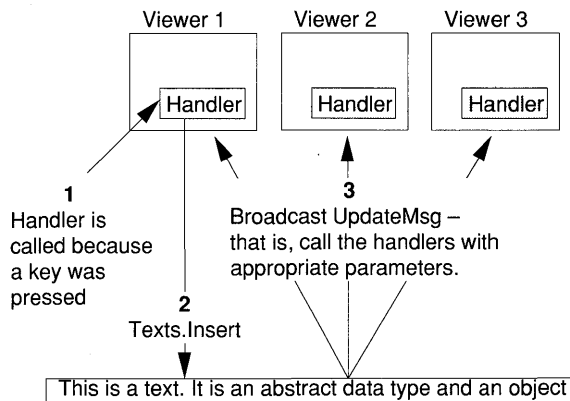 Viewer 1
Viewer 2
Viewer 3
Handler
Handler
Handler
1
Handler is
called because
a key was
pressed
2
Texts.Insert
3
Broadcast UpdateMsg –
that is, call the handlers with
appropriate parameters.
This is a text. It is an abstract data type and an object